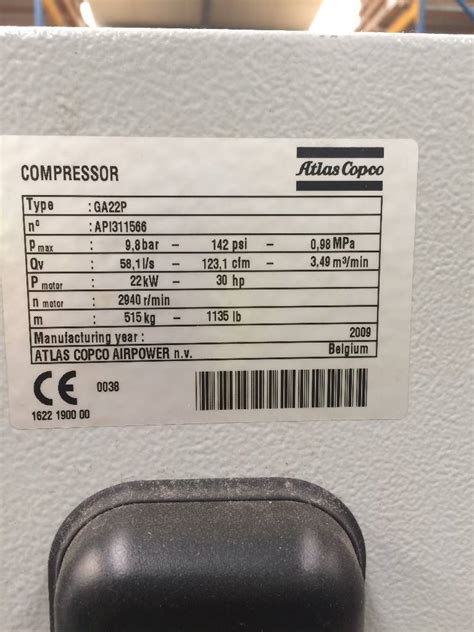 COMPRESSOR Atlas Copco
Type : GA22P
n° : API311566
P max : 9,8 bar – 142 psi – 0,98 MPa
Qv : 58,1 l/s – 123,1 cfm – 3,49 m³/min
P motor : 22 kW – 30 hp
n motor : 2940 r/min
m : 515 kg – 1135 lb
Manufacturing year : 2009
ATLAS COPCO AIRPOWER n.v. Belgium
CE 0038
1622 1900 00